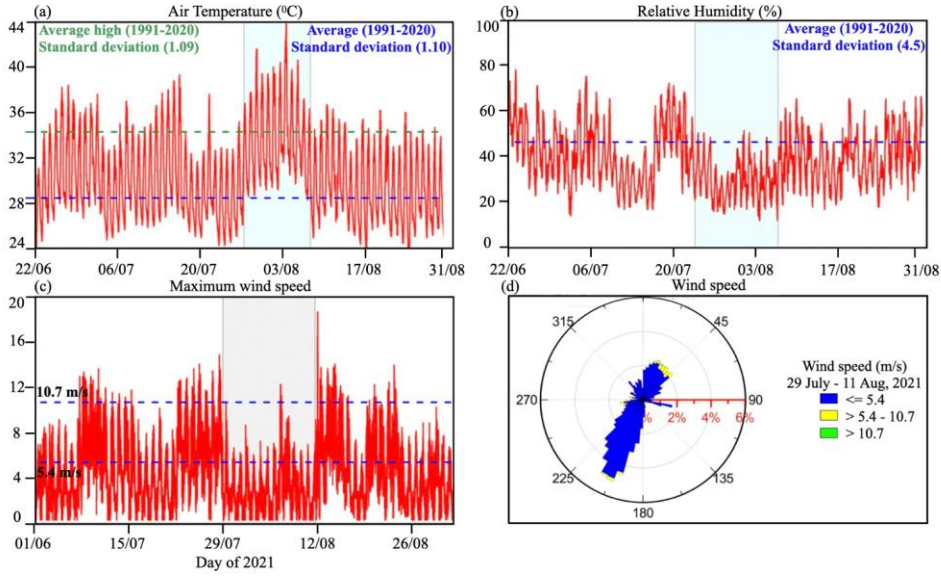 (a) Air Temperature (⁰C)
Average high (1991-2020)
Standard deviation (1.09)
Average (1991-2020)
Standard deviation (1.10)
44
40
36
32
28
24
22/06 06/07 20/07 03/08 17/08 31/08
(b) Relative Humidity (%)
Average (1991-2020)
Standard deviation (4.5)
100
80
60
40
20
0
22/06 06/07 20/07 03/08 17/08 31/08
(c) Maximum wind speed
20
16
12
8
4
0
10.7 m/s
5.4 m/s
01/06 15/07 29/07 12/08 26/08
Day of 2021
(d) Wind speed
315
45
270
90
225
135
180
% 2% 4% 6%
Wind speed (m/s)
29 July - 11 Aug, 2021
<= 5.4
> 5.4 - 10.7
> 10.7